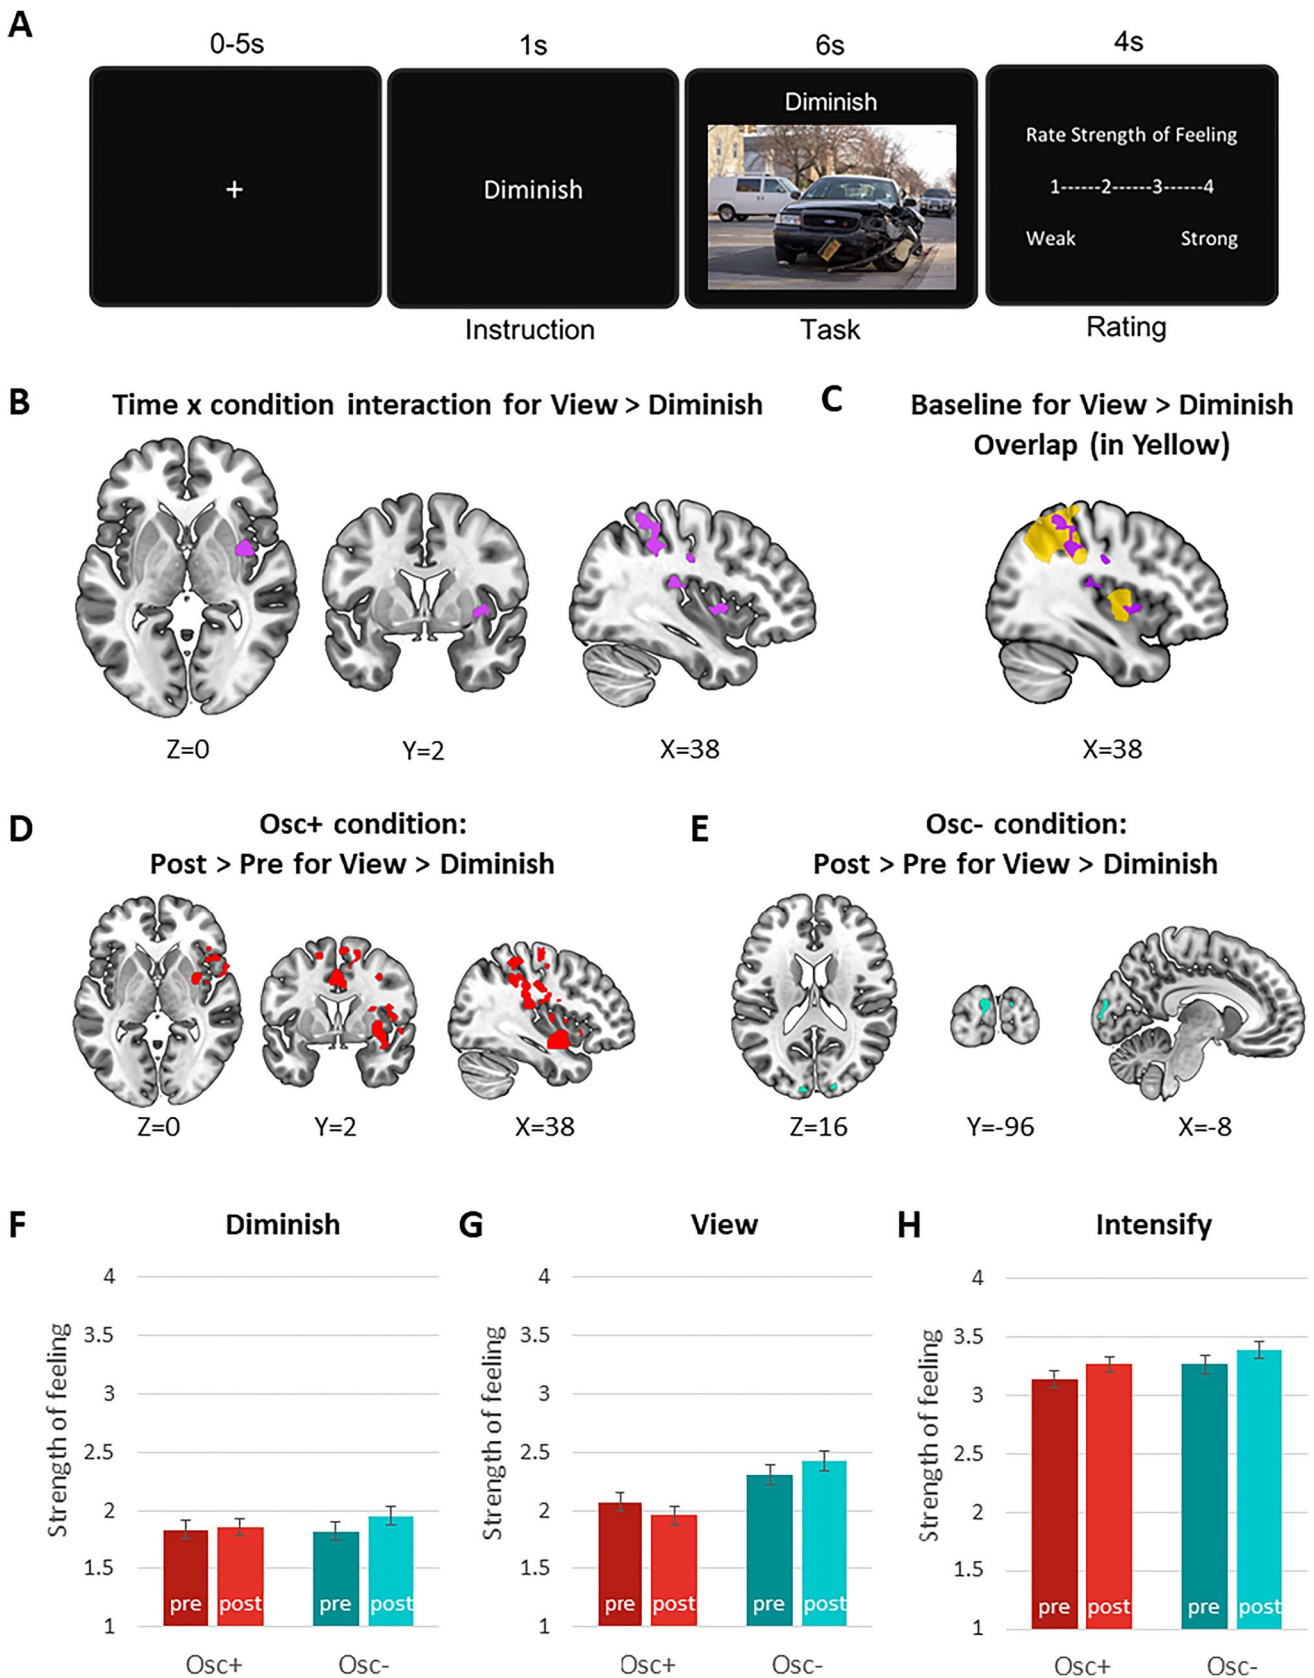 A
0-5s
1s
6s
4s
+
Diminish
Diminish
Rate Strength of Feeling
1------2------3------4
Weak Strong
Instruction
Task
Rating
B
Time x condition interaction for View > Diminish
Z=0
Y=2
X=38
C
Baseline for View > Diminish
Overlap (in Yellow)
X=38
D
Osc+ condition:
Post > Pre for View > Diminish
Z=0
Y=2
X=38
E
Osc- condition:
Post > Pre for View > Diminish
Z=16
Y=-96
X=-8
F
Diminish
Strength of feeling
4
3.5
3
2.5
2
1.5
1
pre
post
pre
post
Osc+
Osc-
G
View
Strength of feeling
4
3.5
3
2.5
2
1.5
1
pre
post
pre
post
Osc+
Osc-
H
Intensify
Strength of feeling
4
3.5
3
2.5
2
1.5
1
pre
post
pre
post
Osc+
Osc-